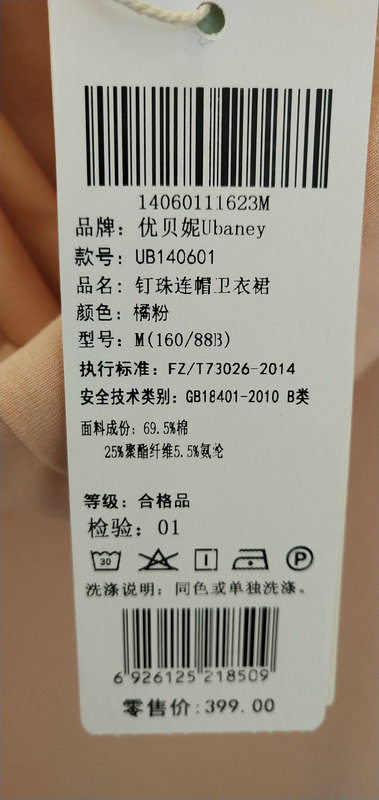 14060111623M
品牌：优贝妮Ubaney
款号：UB140601
品名：钉珠连帽卫衣裙
颜色：橘粉
型号：M(160/88B)
执行标准：FZ/T73026-2014
安全技术类别：GB18401-2010 B类
面料成份：69.5%棉
25%聚酯纤维5.5%氨纶
等级：合格品
检验：01
30
P
洗涤说明：同色或单独洗涤。
6 926125 218509
零售价:399.00